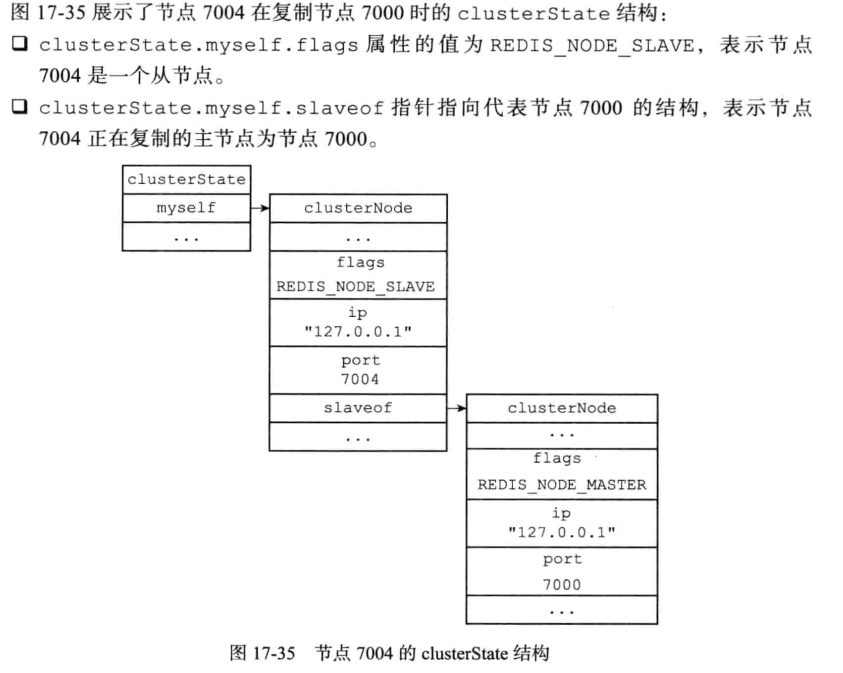 图 17-35 展示了节点 7004 在复制节点 7000 时的 clusterState 结构：
❏ clusterState.myself.flags 属性的值为 REDIS_NODE_SLAVE，表示节点
7004 是一个从节点。
❏ clusterState.myself.slaveof 指针指向代表节点 7000 的结构，表示节点
7004 正在复制的主节点为节点 7000。
clusterState
myself
...
clusterNode
...
flags
REDIS_NODE_SLAVE
ip
"127.0.0.1"
port
7004
slaveof
...
clusterNode
...
flags
REDIS_NODE_MASTER
ip
"127.0.0.1"
port
7000
...
图 17-35 节点 7004 的 clusterState 结构